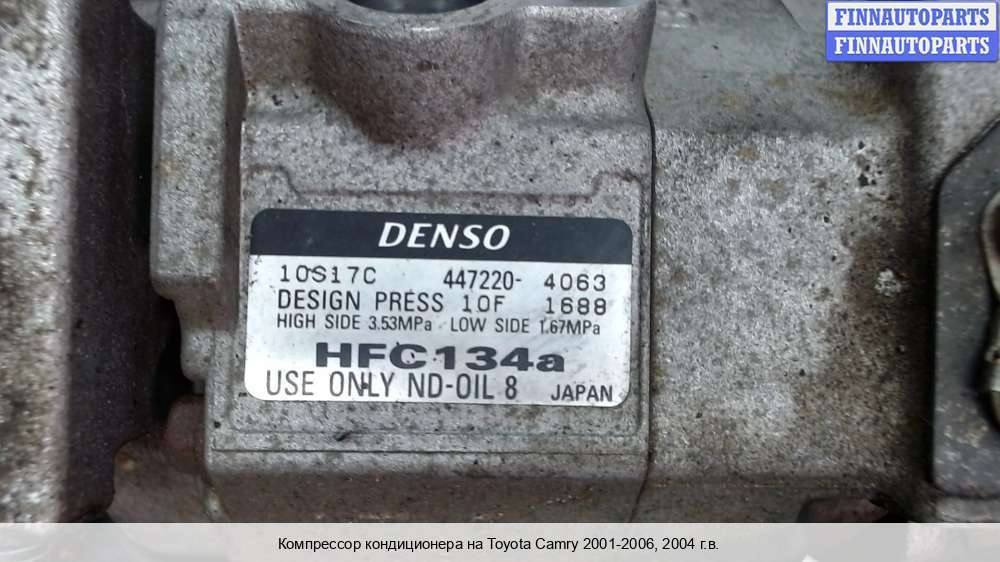 FINNAUTOPARTS
FINNAUTOPARTS
DENSO
10S17C 447220- 4063
DESIGN PRESS 10F 1688
HIGH SIDE 3.53MPa LOW SIDE 1.67MPa
HFC134a
USE ONLY ND-OIL 8 JAPAN
Компрессор кондиционера на Toyota Camry 2001-2006, 2004 г.в.